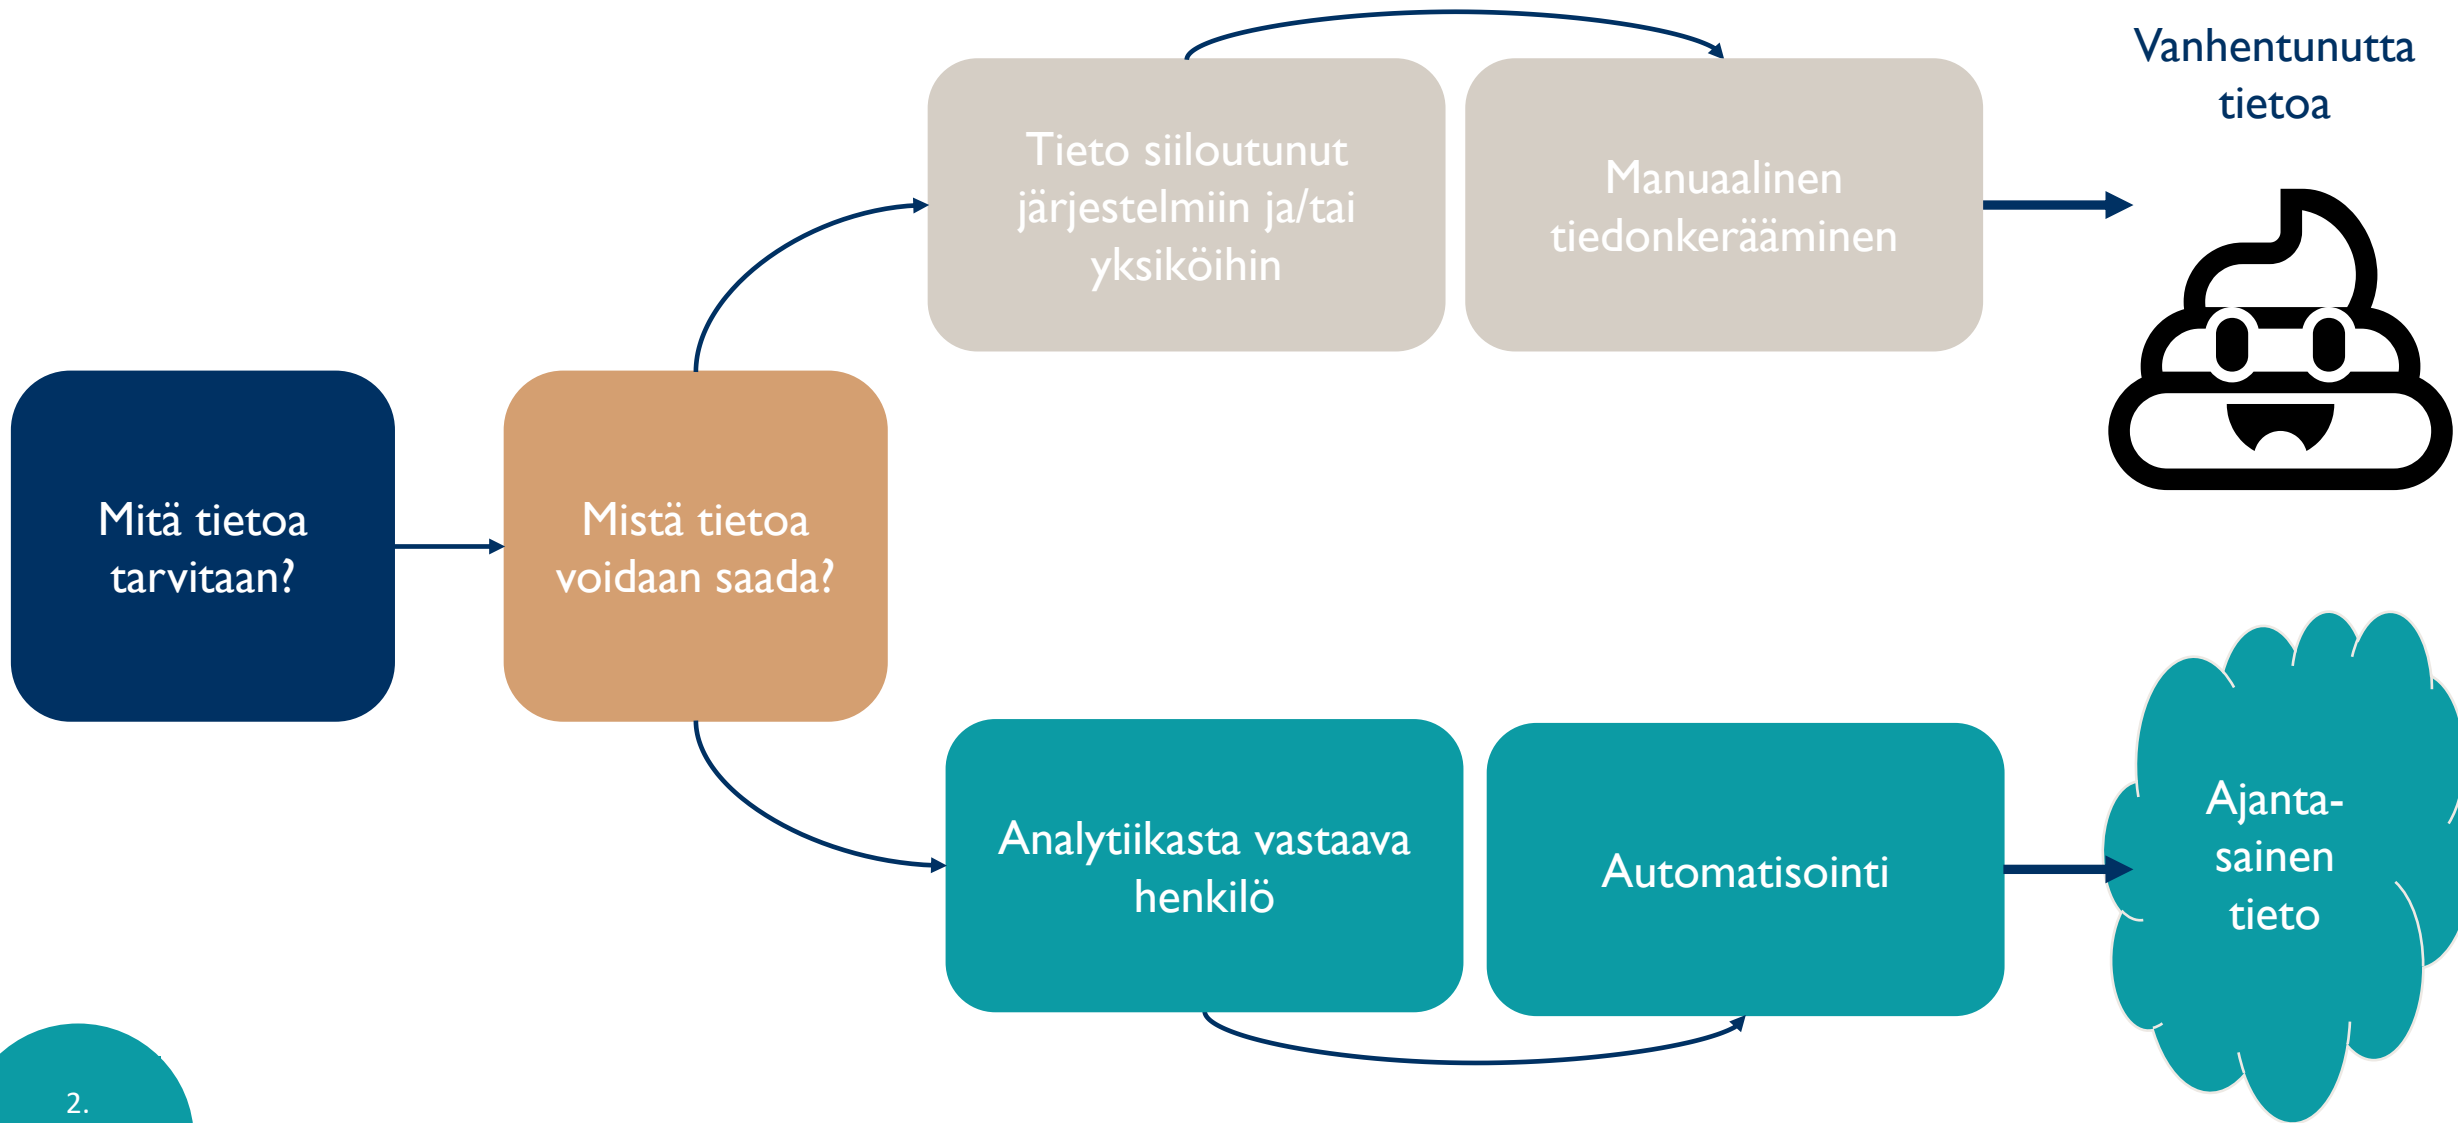 Mitä tietoa
tarvitaan?
Mistä tietoa
voidaan saada?
Tieto siiloutunut
järjestelmiin ja/tai
yksiköihin
Manuaalinen
tiedonkerääminen
Vanhentunutta
tietoa
Analytiikasta vastaava
henkilö
Automatisointi
Ajanta-
sainen
tieto
2.